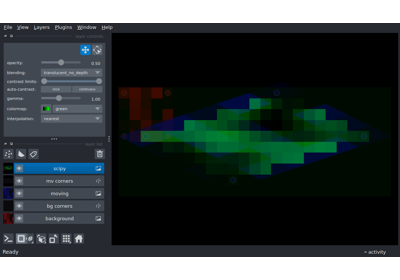 File View Layers Plugins Window Help
opacity: 0.50
blending: translucent_no_depth
contrast limits:
auto-contrast: once continuous
gamma: 1.00
colormap: green
interpolation: nearest
scipy
mv corners
moving
bg corners
background
Ready
activity